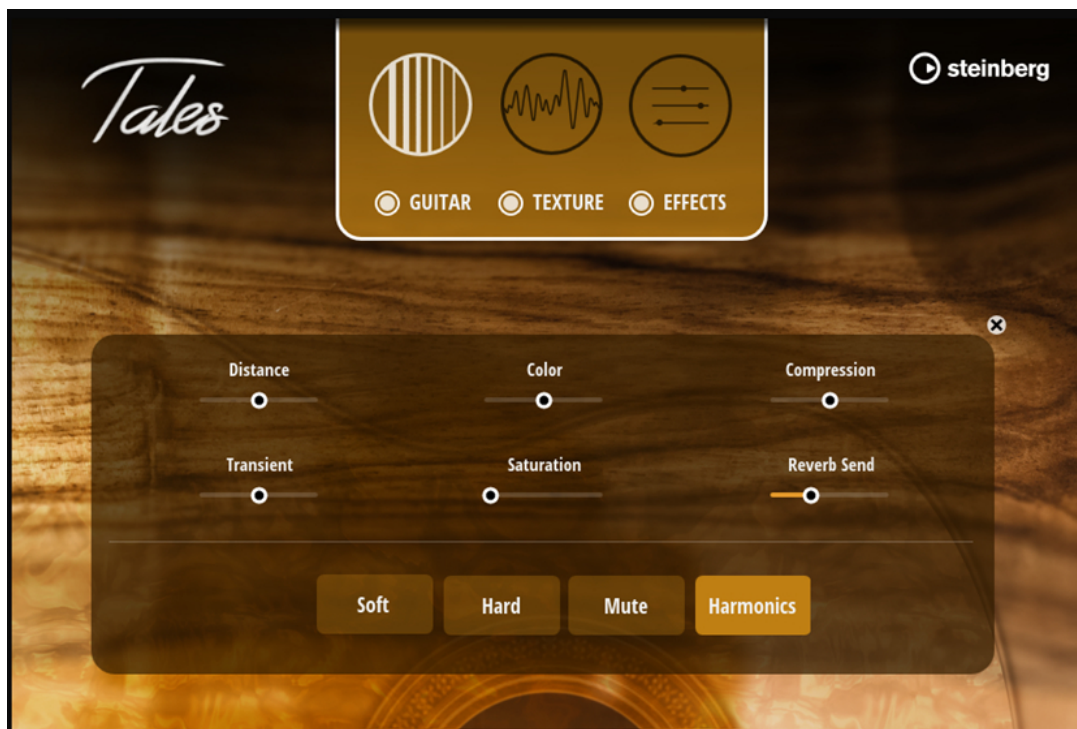 Tales
steinberg
GUITAR TEXTURE EFFECTS
Distance Color Compression
Transient Saturation Reverb Send
Soft Hard Mute Harmonics